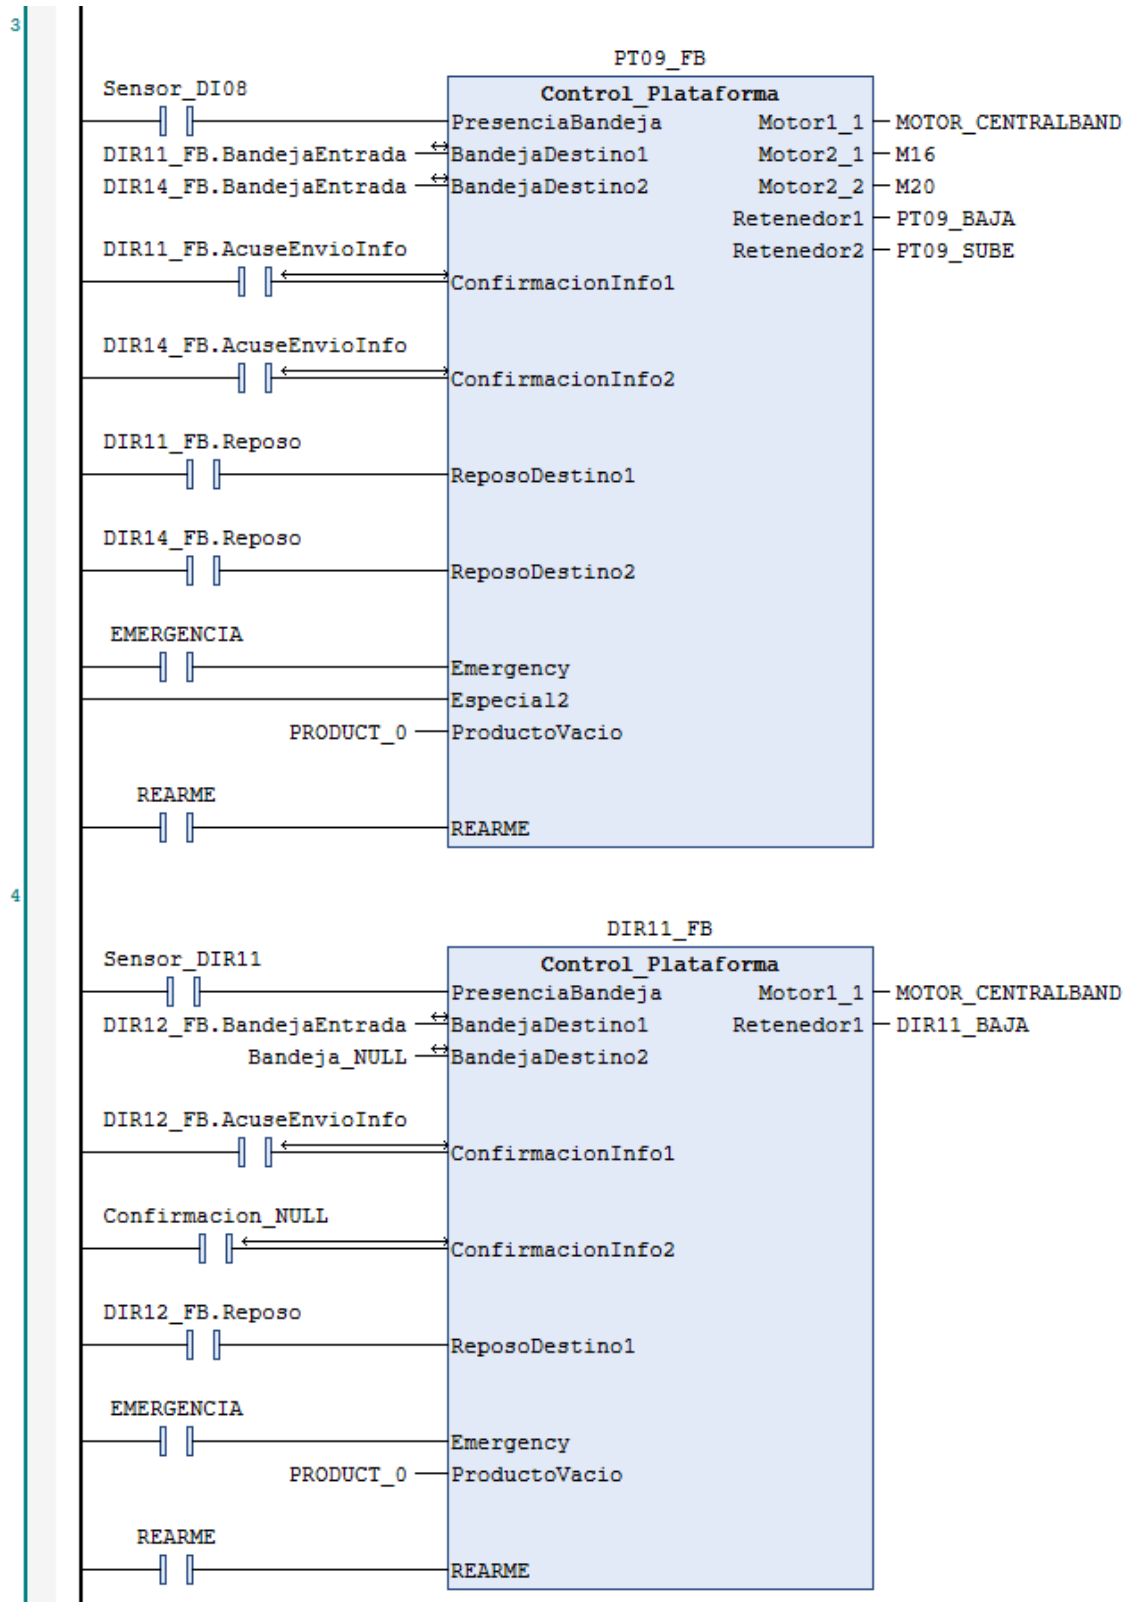 3
PT09_FB
Sensor_DI08
Control_Plataforma
PresenciaBandeja Motor1_1 MOTOR_CENTRALBAND
DIR11_FB.BandejaEntrada BandejaDestino1 Motor2_1 M16
DIR14_FB.BandejaEntrada BandejaDestino2 Motor2_2 M20
Retenedor1 PT09_BAJA
DIR11_FB.AcuseEnvioInfo Retenedor2 PT09_SUBE
ConfirmacionInfo1
DIR14_FB.AcuseEnvioInfo
ConfirmacionInfo2
DIR11_FB.Reposo
ReposoDestino1
DIR14_FB.Reposo
ReposoDestino2
EMERGENCIA
Emergency
Especial2
PRODUCT_0 ProductoVacio
REARME
REARME
4
DIR11_FB
Sensor_DIR11
Control_Plataforma
PresenciaBandeja Motor1_1 MOTOR_CENTRALBAND
DIR12_FB.BandejaEntrada BandejaDestino1 Retenedor1 DIR11_BAJA
Bandeja_NULL BandejaDestino2
DIR12_FB.AcuseEnvioInfo
ConfirmacionInfo1
Confirmacion_NULL
ConfirmacionInfo2
DIR12_FB.Reposo
ReposoDestino1
EMERGENCIA
Emergency
PRODUCT_0 ProductoVacio
REARME
REARME